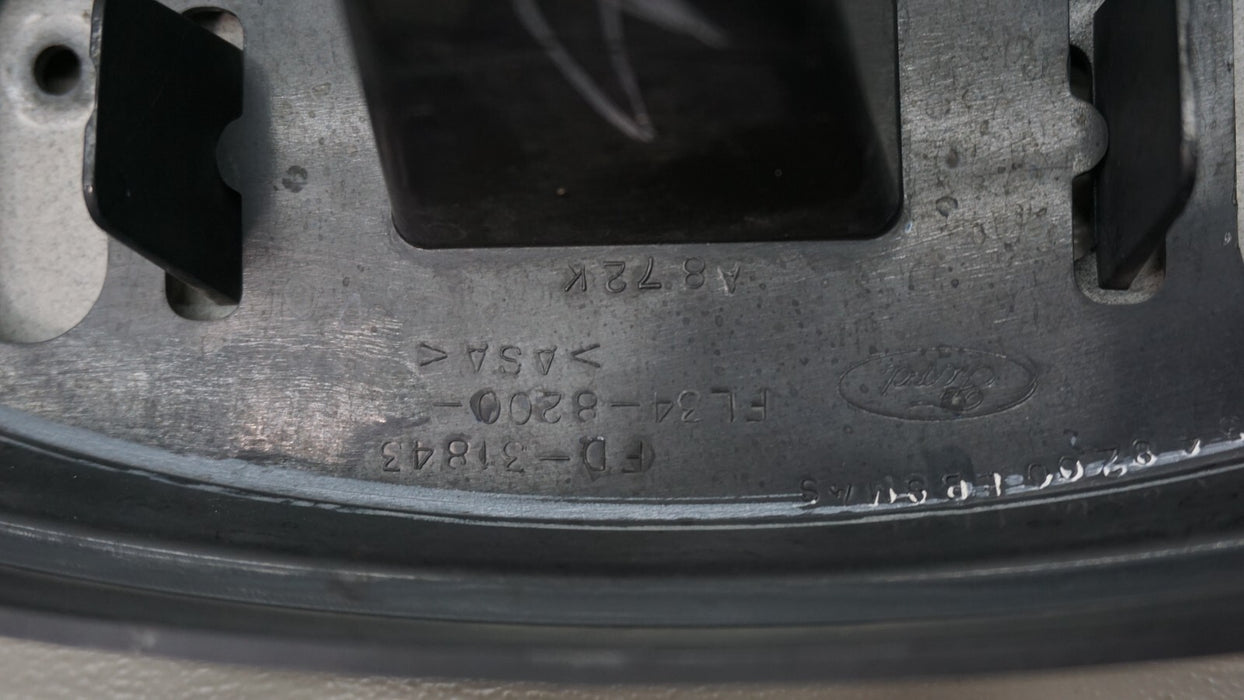 FD-31843
Ford
FL34-8200-
<ASA>
A872K